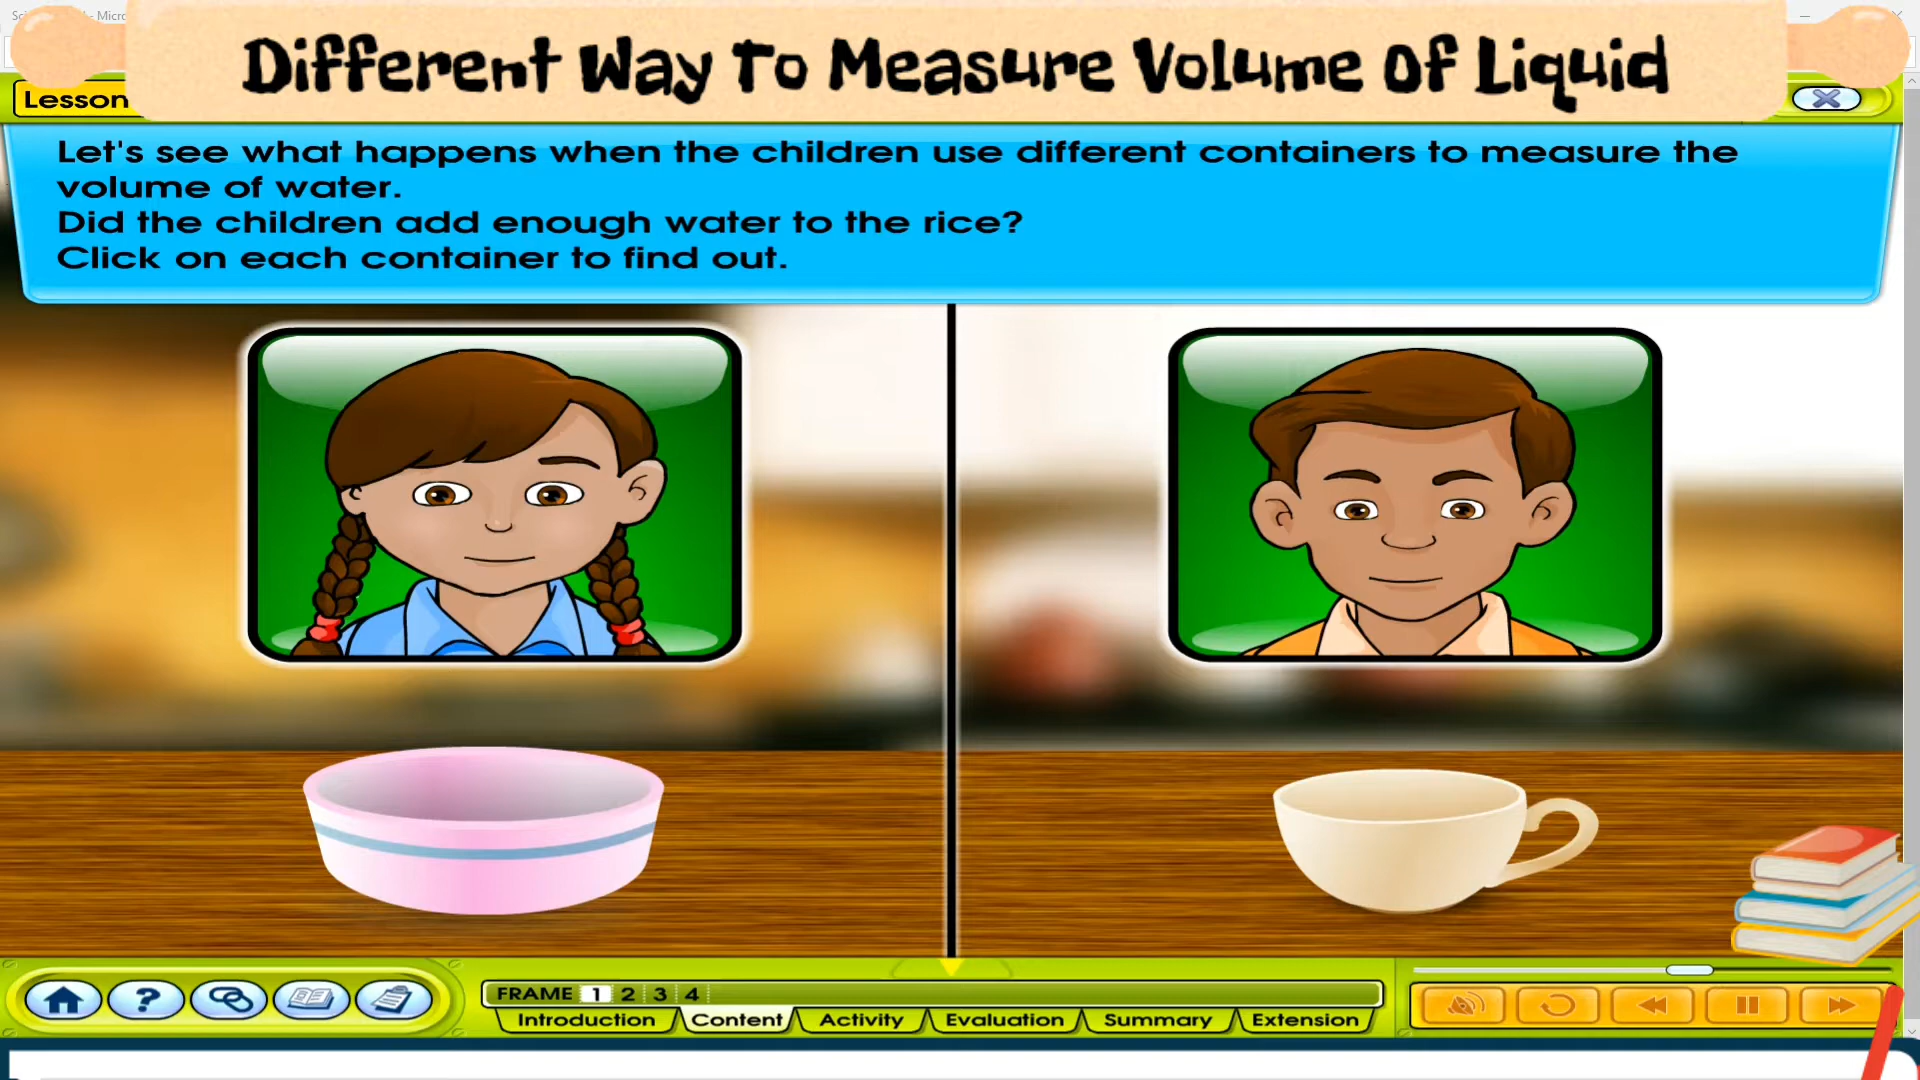 Different Way To Measure Volume Of Liquid
Lesson
Let's see what happens when the children use different containers to measure the
volume of water.
Did the children add enough water to the rice?
Click on each container to find out.
FRAME 1 2 3 4
Introduction Content Activity Evaluation Summary Extension